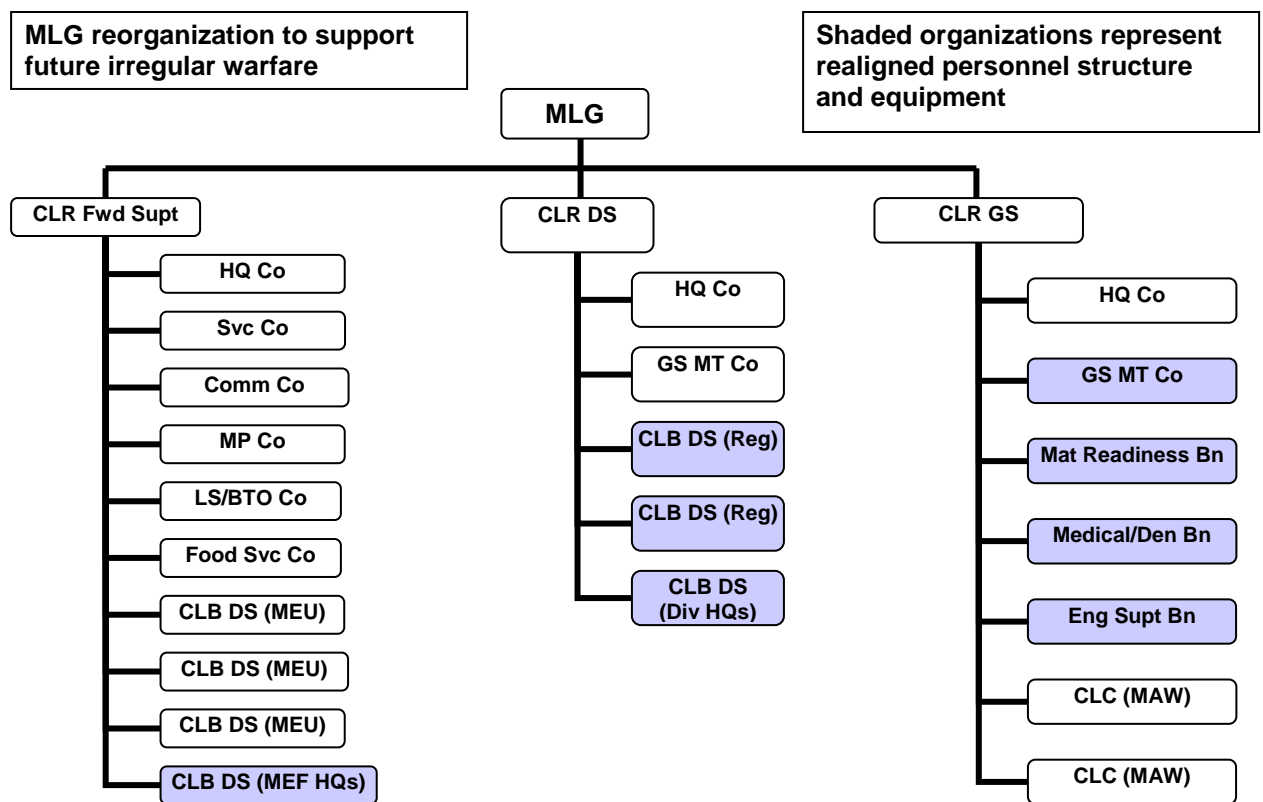 MLG reorganization to support
future irregular warfare
Shaded organizations represent
realigned personnel structure
and equipment
MLG
CLR Fwd Supt
HQ Co
Svc Co
Comm Co
MP Co
LS/BTO Co
Food Svc Co
CLB DS (MEU)
CLB DS (MEU)
CLB DS (MEU)
CLB DS (MEF HQs)
CLR DS
HQ Co
GS MT Co
CLB DS (Reg)
CLB DS (Reg)
CLB DS
(Div HQs)
CLR GS
HQ Co
GS MT Co
Mat Readiness Bn
Medical/Den Bn
Eng Supt Bn
CLC (MAW)
CLC (MAW)